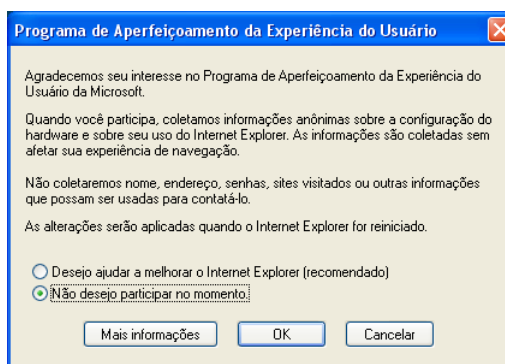 Programa de Aperfeiçoamento da Experiência do Usuário
Agradecemos seu interesse no Programa de Aperfeiçoamento da Experiência do
Usuário da Microsoft.
Quando você participa, coletamos informações anônimas sobre a configuração do
hardware e sobre seu uso do Internet Explorer. As informações são coletadas sem
afetar sua experiência de navegação.
Não coletaremos nome, endereço, senhas, sites visitados ou outras informações
que possam ser usadas para contatá-lo.
As alterações serão aplicadas quando o Internet Explorer for reiniciado.
Desejo ajudar a melhorar o Internet Explorer (recomendado)
Não desejo participar no momento.
Mais informações OK Cancelar